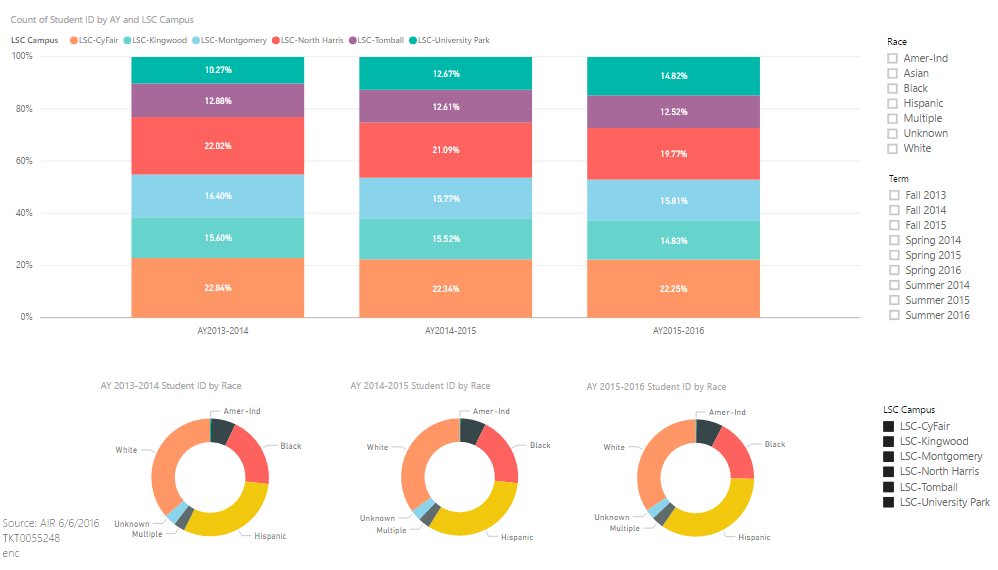 Count of Student ID by AY and LSC Campus
LSC Campus LSC-CyFair LSC-Kingwood LSC-Montgomery LSC-North Harris LSC-Tomball LSC-University Park
100%
80%
60%
40%
20%
0%
10.27%
12.88%
22.02%
16.40%
15.60%
22.84%
12.67%
12.61%
21.09%
15.77%
15.52%
22.34%
14.82%
12.52%
19.77%
15.81%
14.83%
22.25%
AY2013-2014
AY2014-2015
AY2015-2016
Race
Amer-Ind
Asian
Black
Hispanic
Multiple
Unknown
White
Term
Fall 2013
Fall 2014
Fall 2015
Spring 2014
Spring 2015
Spring 2016
Summer 2014
Summer 2015
Summer 2016
AY 2013-2014 Student ID by Race
Amer-Ind
Black
Hispanic
Multiple
Unknown
White
AY 2014-2015 Student ID by Race
Amer-Ind
Black
Hispanic
Multiple
Unknown
White
AY 2015-2016 Student ID by Race
Amer-Ind
Black
Hispanic
Multiple
Unknown
White
LSC Campus
LSC-CyFair
LSC-Kingwood
LSC-Montgomery
LSC-North Harris
LSC-Tomball
LSC-University Park
Source: AIR 6/6/2016
TKT0055248
enc